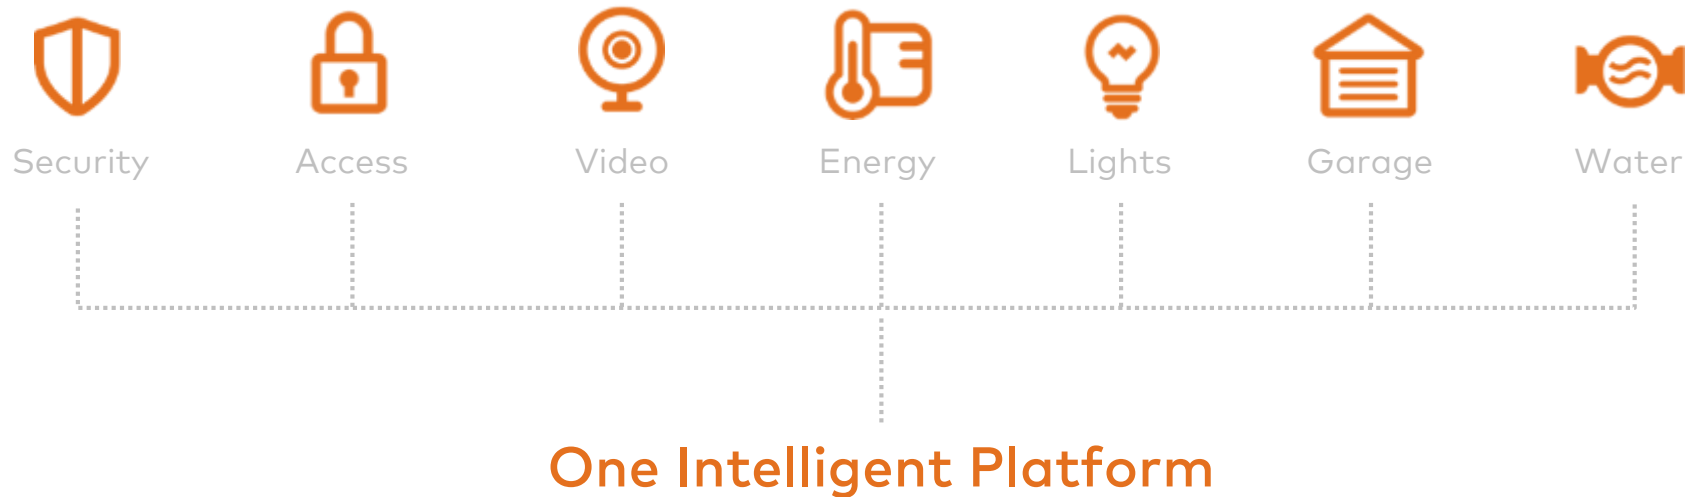 Security Access Video Energy Lights Garage Water
One Intelligent Platform